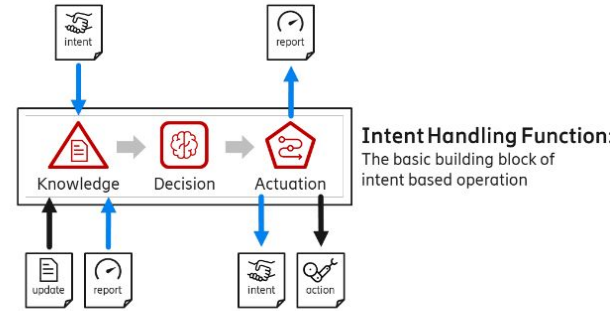 intent
report
Intent Handling Function:
The basic building block of
intent based operation
Knowledge
Decision
Actuation
update
report
intent
action